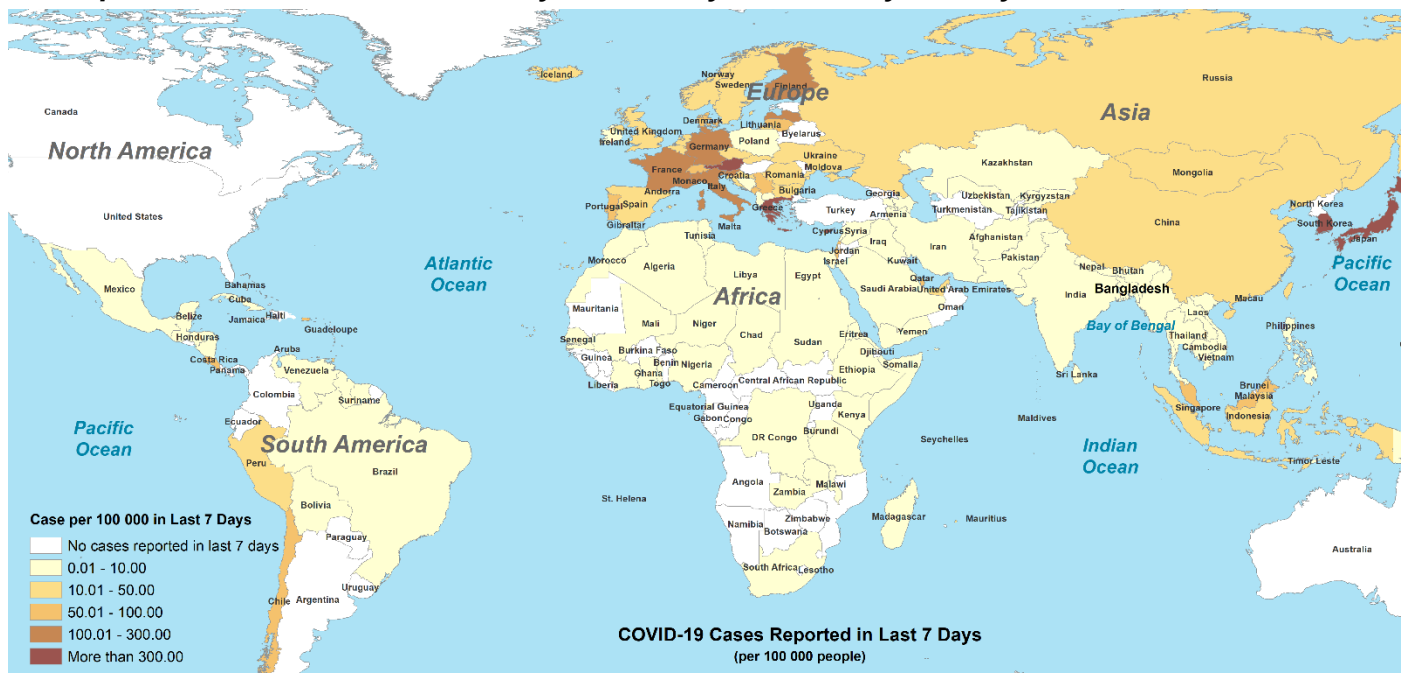 Iceland
Norway
Sweden
Finland
Russia
Europe
Asia
Canada
North America
United States
United Kingdom
Ireland
Denmark
Lithuania
Byelarus
Poland
Germany
Ukraine
Moldova
France
Croatia
Romania
Monaco
Italy
Bulgaria
Andorra
Portugal
Spain
Greece
Gibraltar
Malta
Kazakhstan
Mongolia
Georgia
Uzbekistan
Kyrgyzstan
Turkey
Armenia
Turkmenistan
Tajikistan
China
North Korea
South Korea
Japan
Pacific
Ocean
Tunisia
Cyprus
Syria
Morocco
Jordan
Israel
Iraq
Iran
Afghanistan
Kuwait
Pakistan
Atlantic
Ocean
Algeria
Libya
Egypt
Nepal
Bhutan
Qatar
Saudi Arabia
United Arab Emirates
India
Bangladesh
Macau
Mexico
Bahamas
Cuba
Africa
Mauritania
Oman
Laos
Belize
Jamaica
Haiti
Guadeloupe
Mali
Niger
Chad
Sudan
Eritrea
Yemen
Bay of Bengal
Philippines
Honduras
Senegal
Thailand
Cambodia
Vietnam
Costa Rica
Aruba
Panama
Venezuela
Guinea
Burkina Faso
Benin
Nigeria
Ghana
Togo
Djibouti
Somalia
Ethiopia
Sri Lanka
Liberia
Cameroon
Central African Republic
Colombia
Suriname
Brunei
Malaysia
Singapore
Indonesia
Equatorial Guinea
Gabon
Congo
Uganda
Kenya
Maldives
Ecuador
Pacific
Ocean
South America
DR Congo
Burundi
Seychelles
Indian
Ocean
Peru
Brazil
Timor Leste
Angola
Malawi
Zambia
St. Helena
Bolivia
Namibia
Zimbabwe
Botswana
Madagascar
Mauritius
Paraguay
Australia
South Africa
Lesotho
Uruguay
Chile
Argentina
Case per 100 000 in Last 7 Days
No cases reported in last 7 days
0.01 - 10.00
10.01 - 50.00
50.01 - 100.00
100.01 - 300.00
More than 300.00
COVID-19 Cases Reported in Last 7 Days
(per 100 000 people)